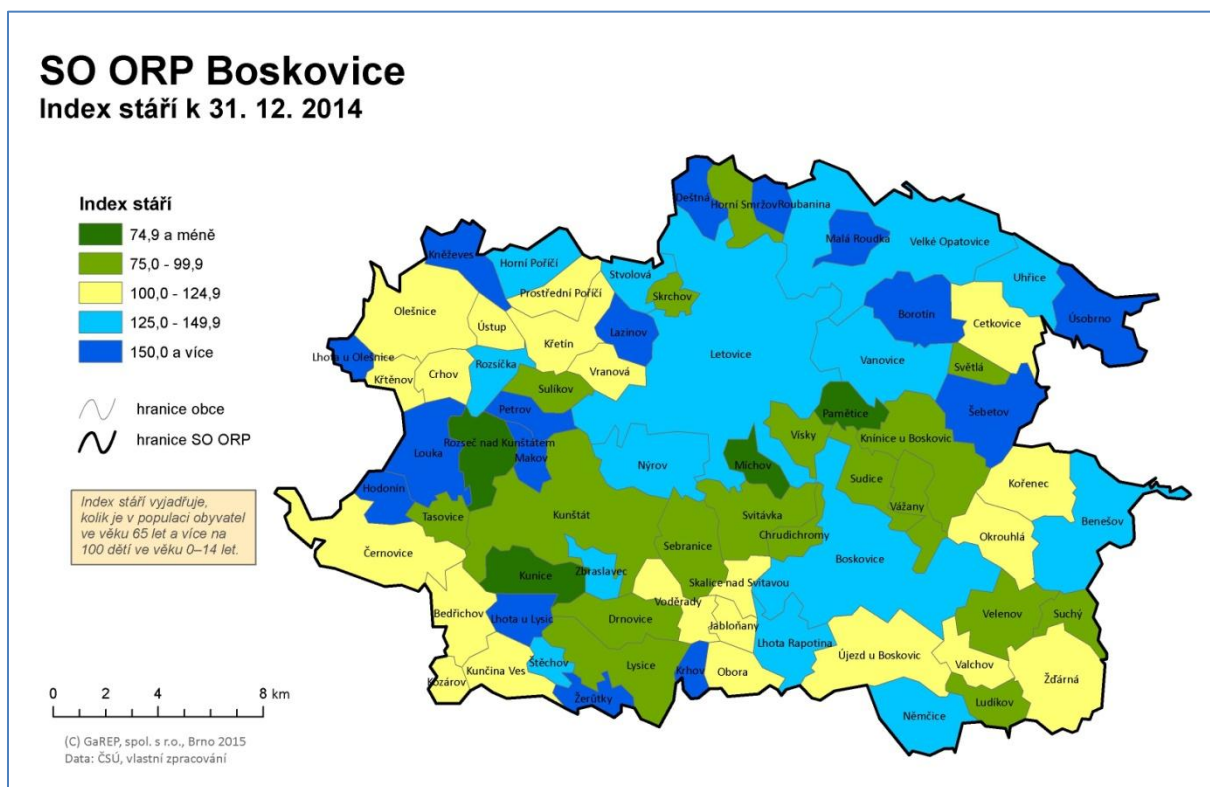 SO ORP Boskovice
Index stáří k 31. 12. 2014
Index stáří
74,9 a méně
75,0 - 99,9
100,0 - 124,9
125,0 - 149,9
150,0 a více
hranice obce
hranice SO ORP
Index stáří vyjadřuje,
kolik je v populaci obyvatel
ve věku 65 let a více na
100 dětí ve věku 0–14 let.
Deštná
Horní Smržov
Roubanina
Malá Roudka
Velké Opatovice
Kněževes
Horní Poříčí
Stvolová
Uhřice
Prostřední Poříčí
Skrchov
Úsobrno
Olešnice
Borotín
Cetkovice
Ústup
Lazinov
Křetín
Letovice
Lhota u Olešnice
Rozsíčka
Vanovice
Světlá
Crhov
Vranová
Křtěnov
Sulíkov
Petrov
Pamětice
Šebetov
Rozseč nad Kunštátem
Vísky
Knínice u Boskovic
Louka
Makov
Nýrov
Míchov
Sudice
Kořenec
Hodonín
Vážany
Tasovice
Kunštát
Svitávka
Benešov
Chrudichromy
Okrouhlá
Sebranice
Černovice
Boskovice
Zbraslavec
Kunice
Skalice nad Svitavou
Voděrady
Bedřichov
Lhota u Lysic
Drnovice
Jabloňany
Velenov
Suchý
Lhota Rapotina
Štěchov
Lysice
Újezd u Boskovic
Valchov
Kunčina Ves
Krhov
Obora
Kozárov
Žďárná
Žerůtky
Ludíkov
Němčice
0 2 4 6 8 km
(C) GaREP, spol. s r.o., Brno 2015
Data: ČSÚ, vlastní zpracování